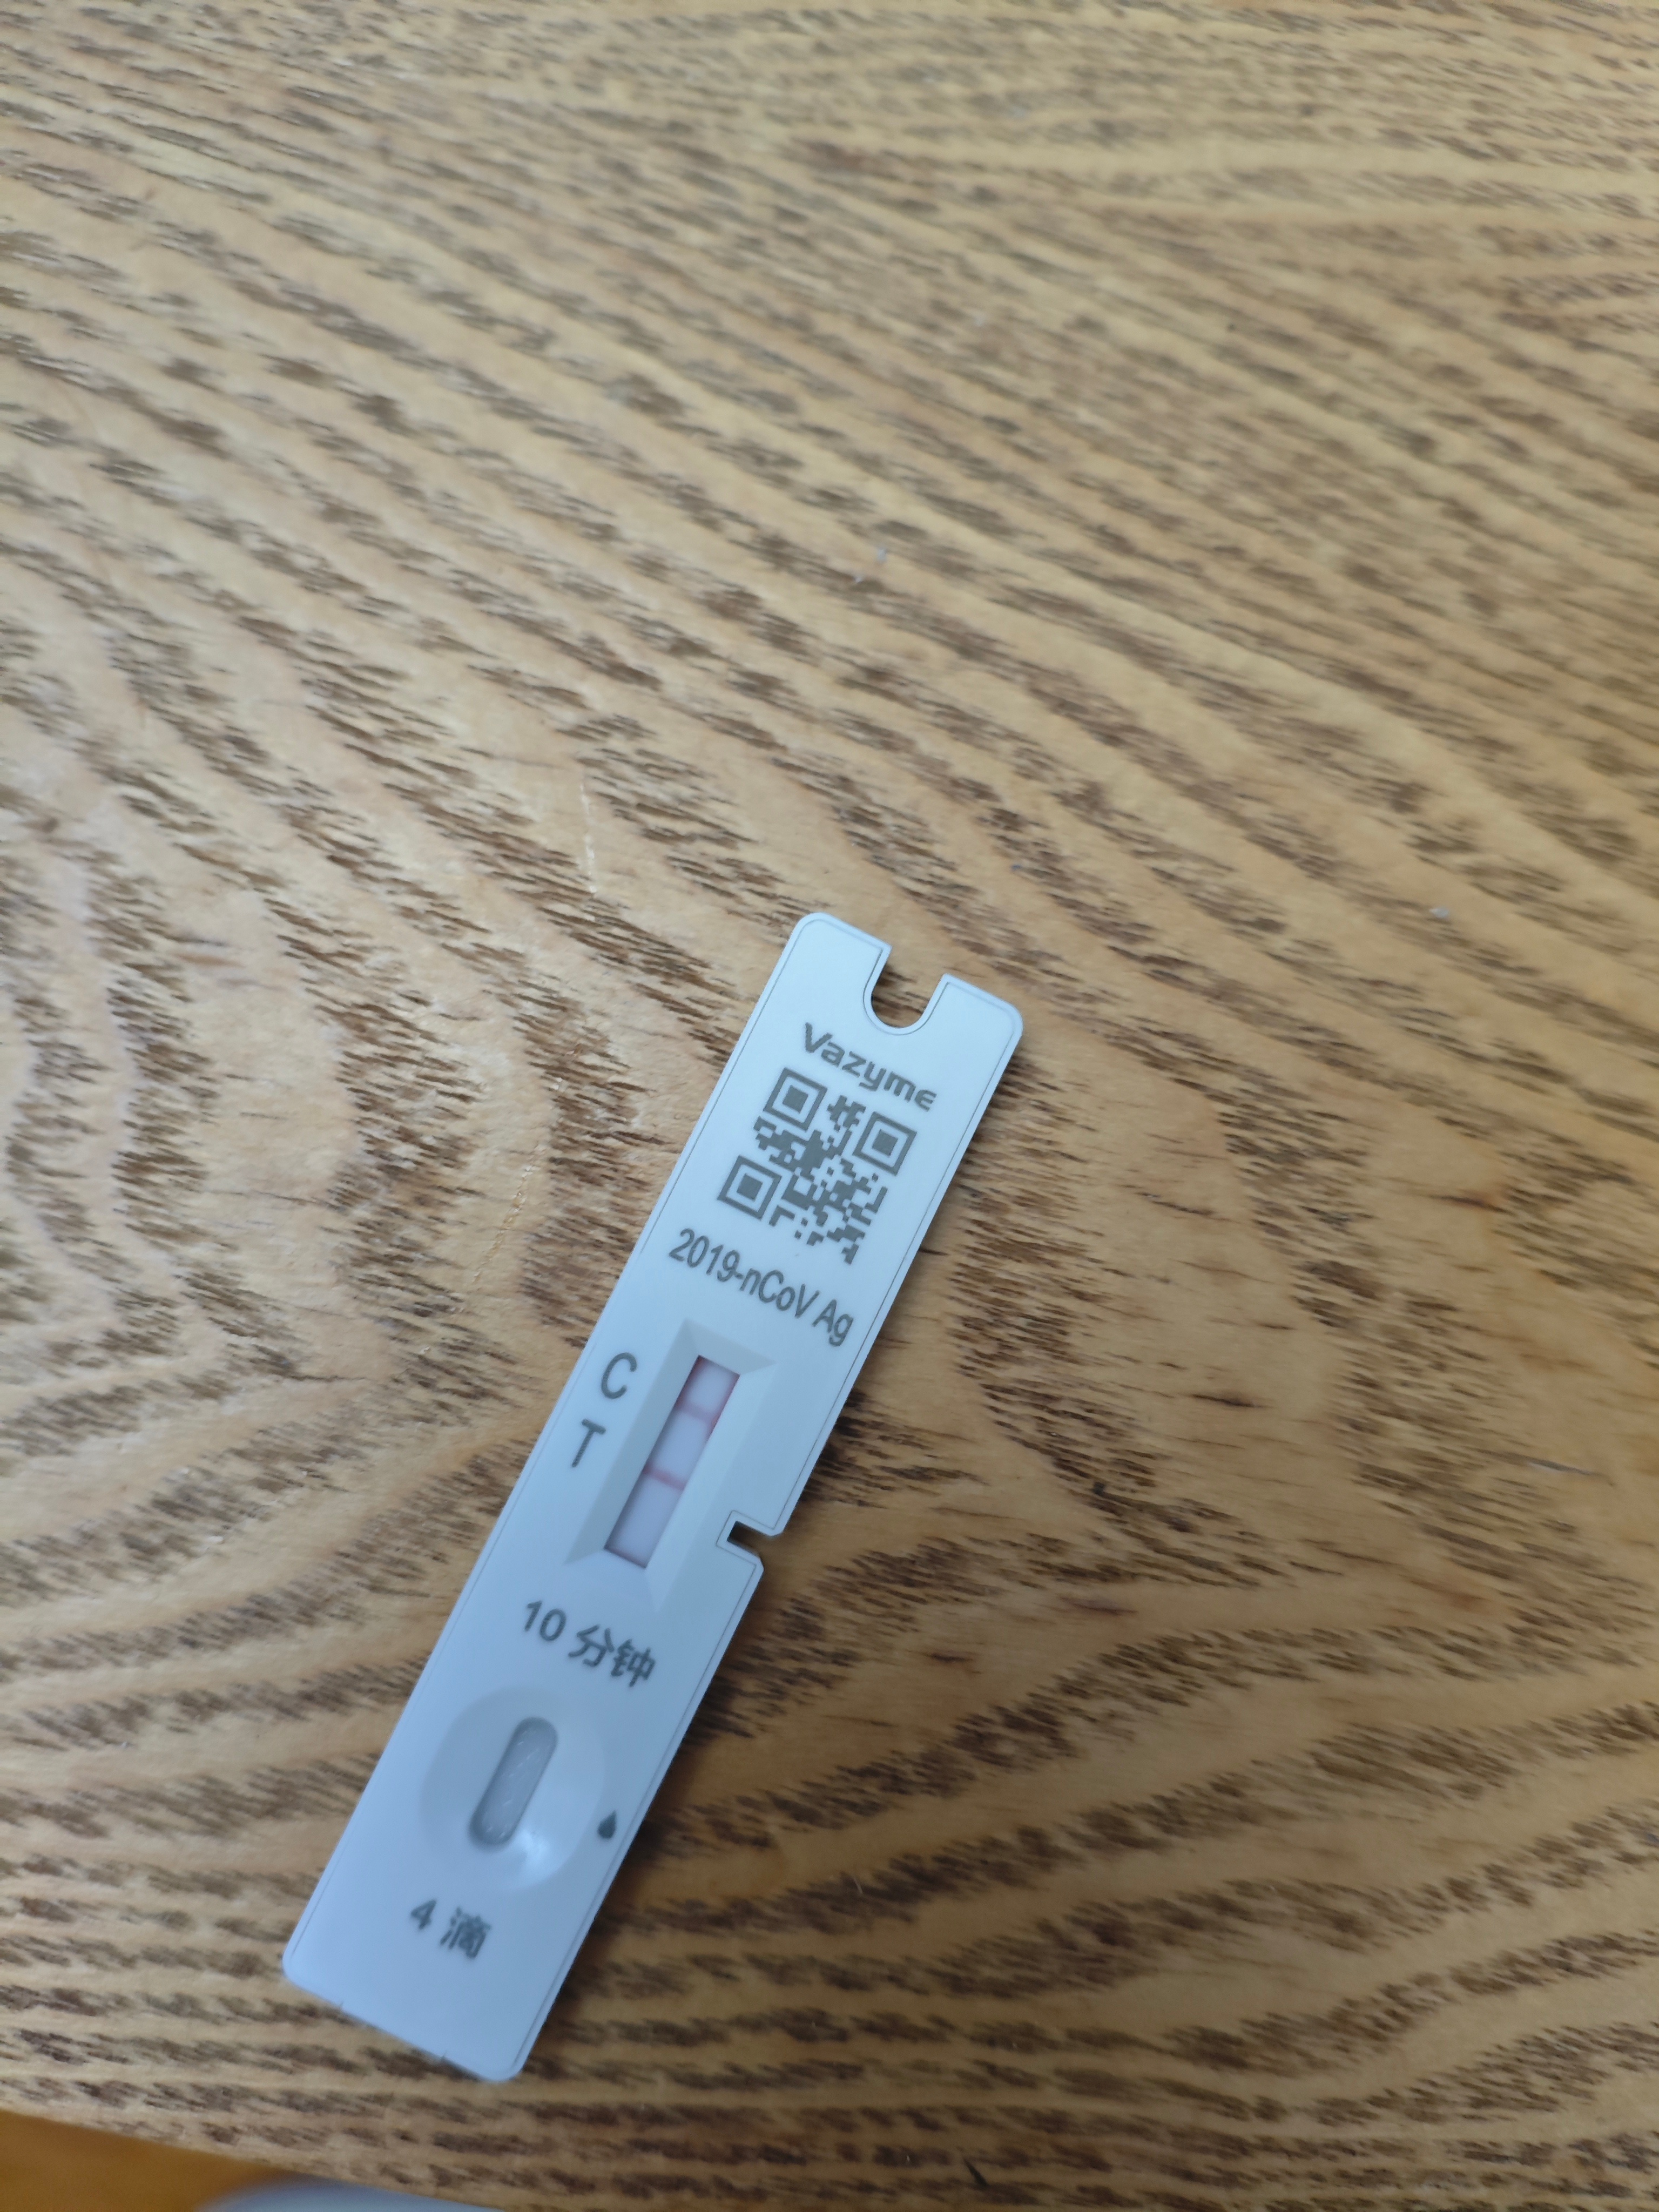 Vazyme
2019-nCoV Ag
C
T
10 分钟
4 滴